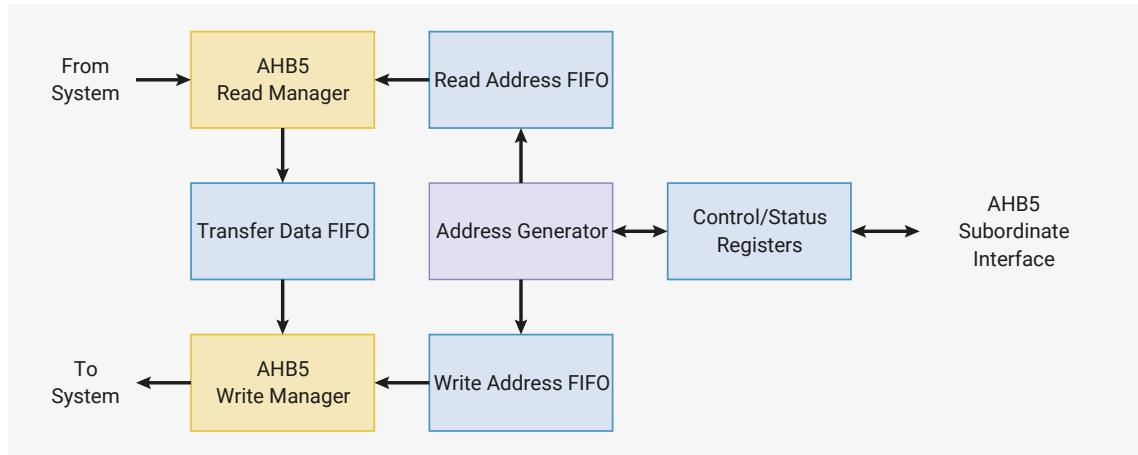 From
System
AHB5
Read Manager
Read Address FIFO
Transfer Data FIFO
Address Generator
Control/Status
Registers
AHB5
Subordinate
Interface
To
System
AHB5
Write Manager
Write Address FIFO